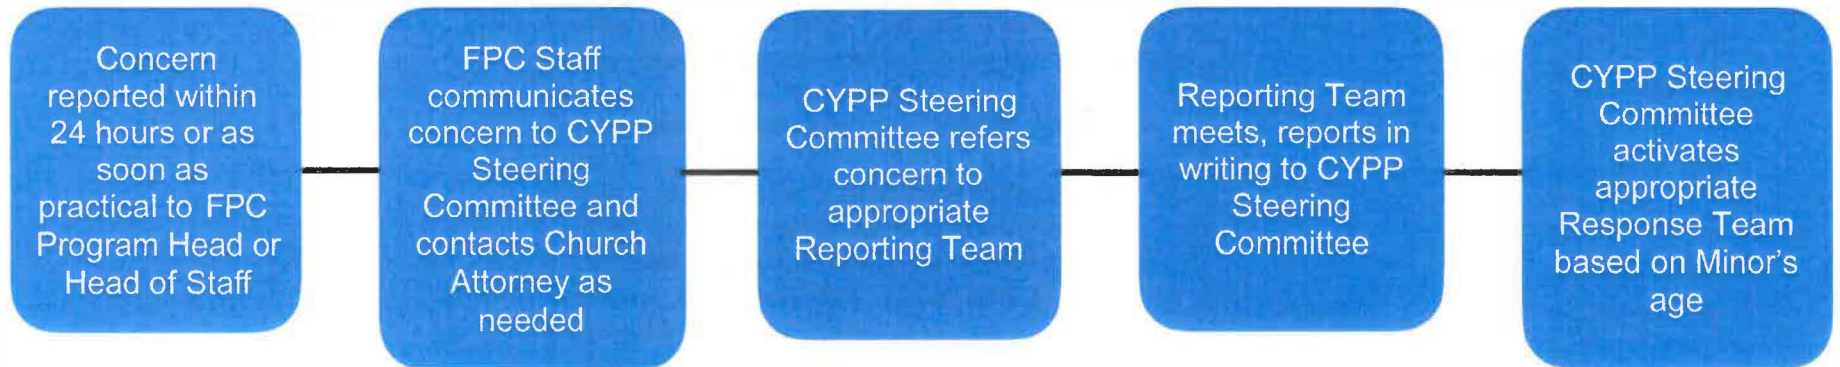 Concern
reported within
24 hours or as
soon as
practical to FPC
Program Head or
Head of Staff
FPC Staff
communicates
concern to CYPP
Steering
Committee and
contacts Church
Attorney as
needed
CYPP Steering
Committee refers
concern to
appropriate
Reporting Team
Reporting Team
meets, reports in
writing to CYPP
Steering
Committee
CYPP Steering
Committee
activates
appropriate
Response Team
based on Minor's
age